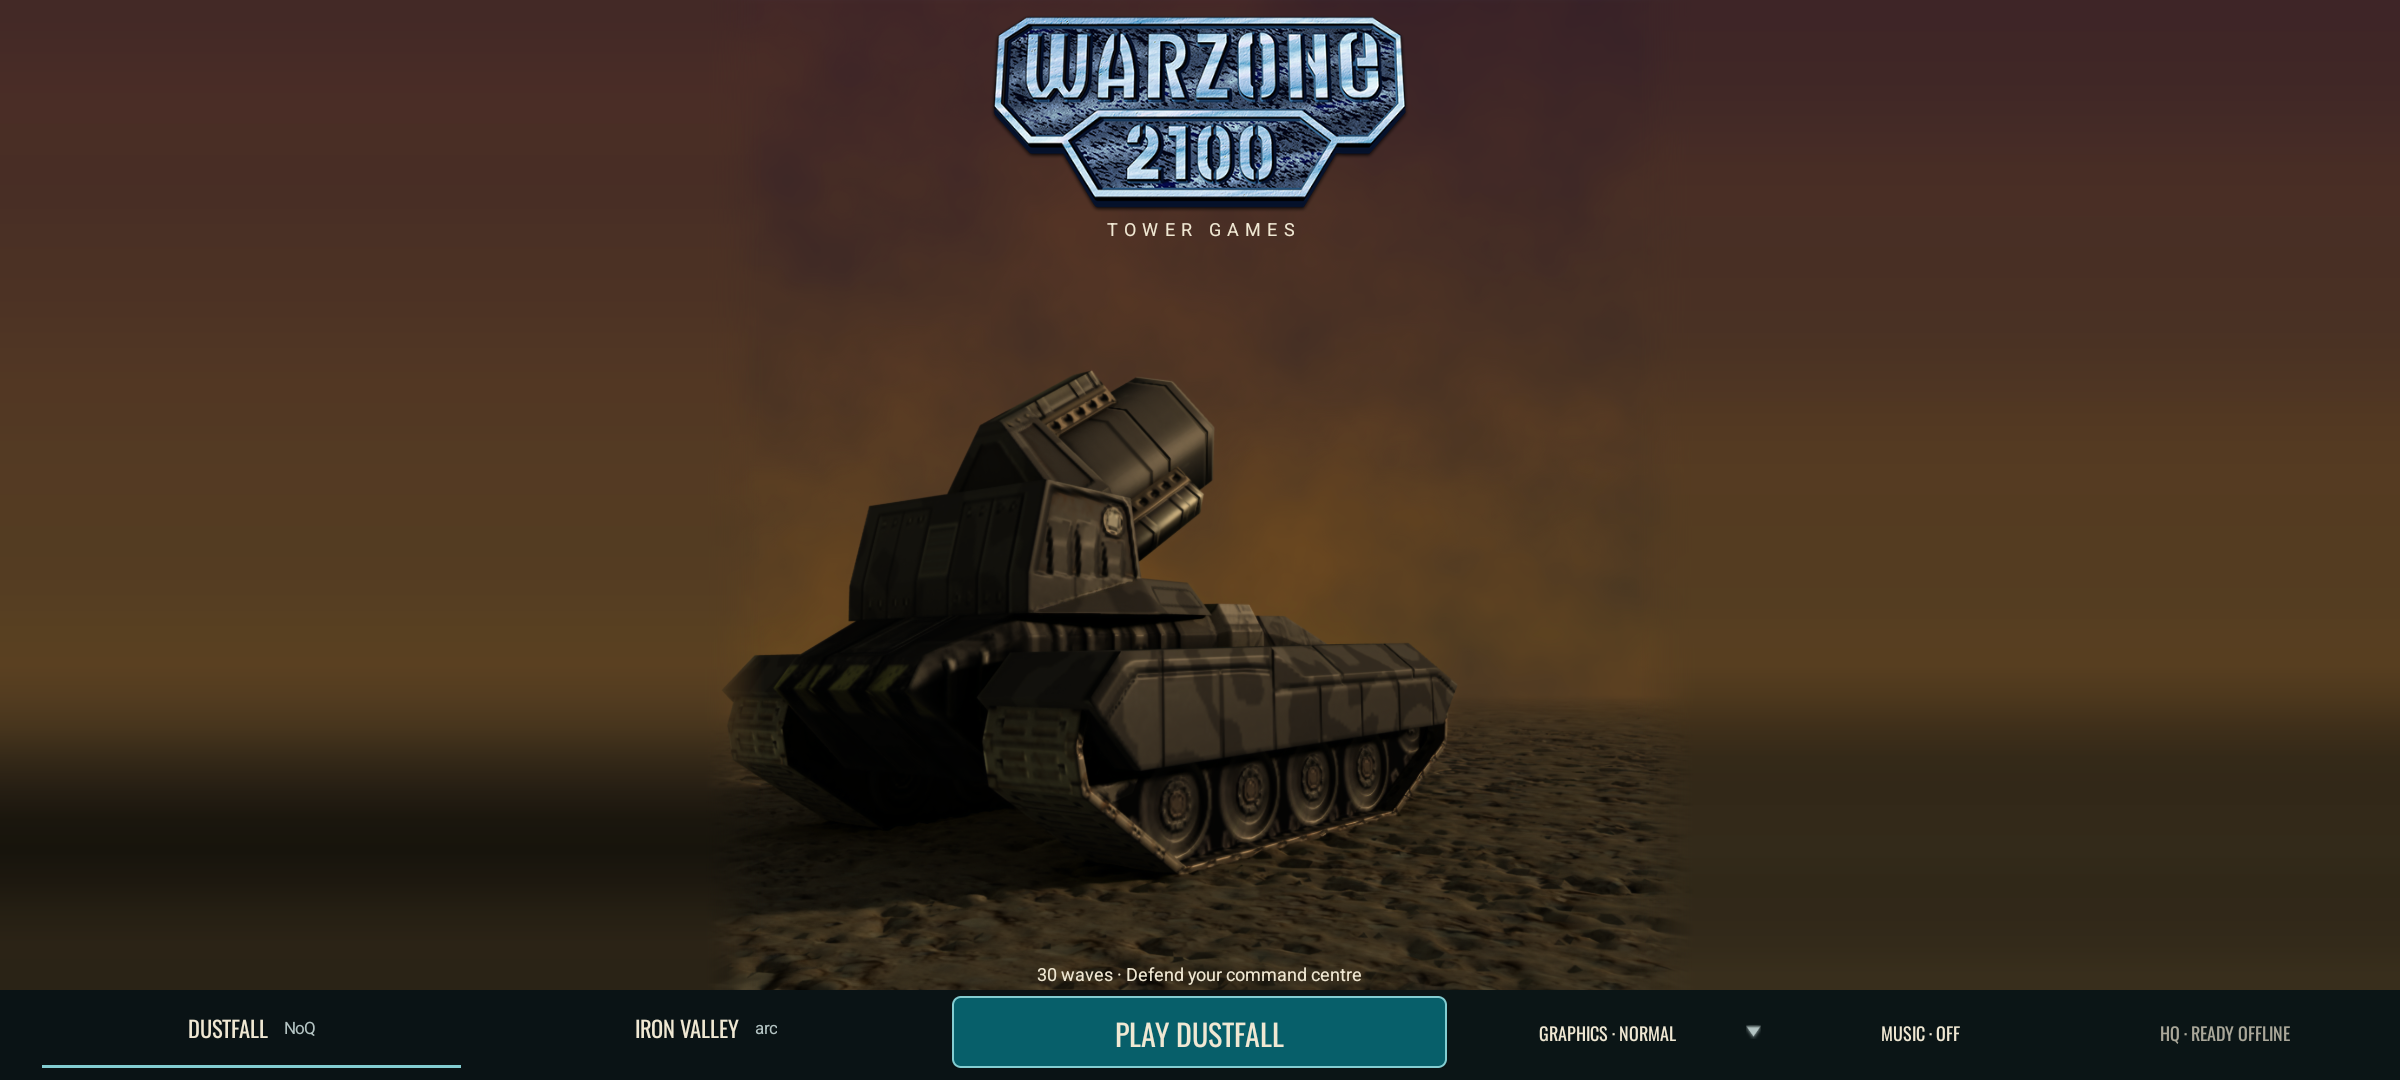 WARZONE
2100
TOWER GAMES
30 waves · Defend your command centre
DUSTFALL NoQ
IRON VALLEY arc
PLAY DUSTFALL
GRAPHICS · NORMAL
MUSIC · OFF
HQ · READY OFFLINE